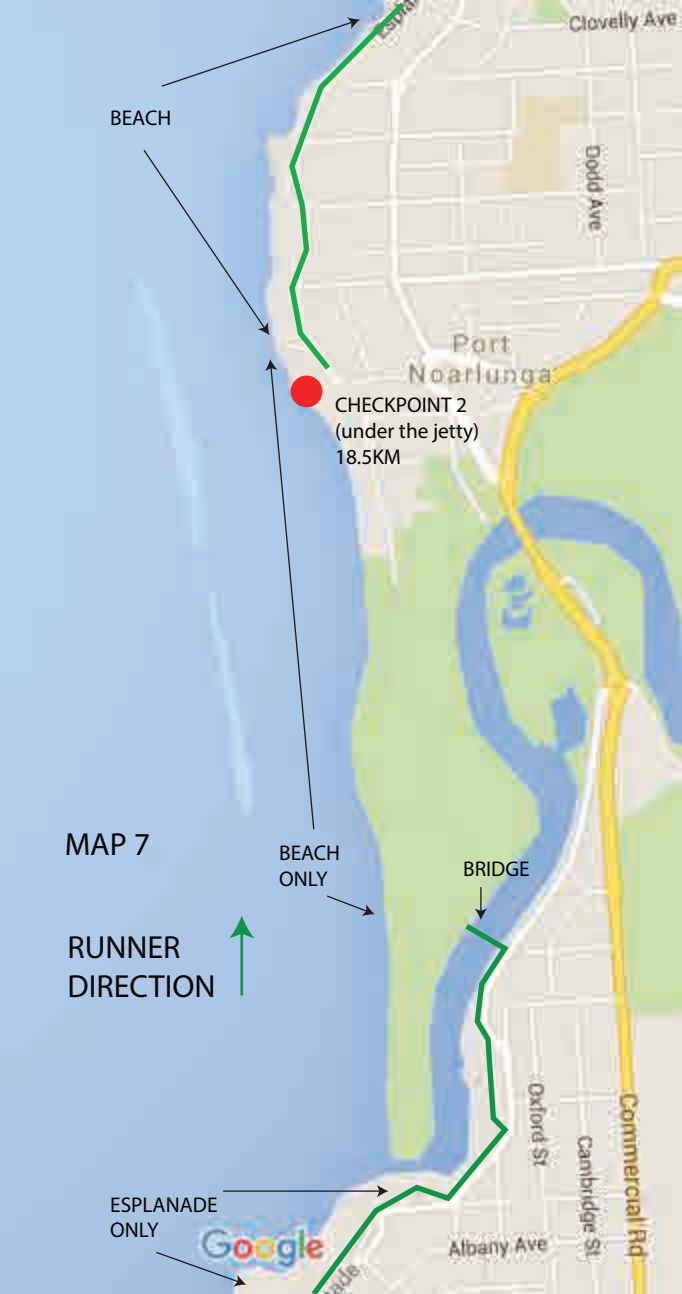 Clovelly Ave
BEACH
Dodd Ave
Port
Noarlunga
CHECKPOINT 2
(under the jetty)
18.5KM
MAP 7
BEACH
ONLY
BRIDGE
RUNNER
DIRECTION
Oxford St
Cambridge St
Commercial Rd
ESPLANADE
ONLY
Google
Albany Ave